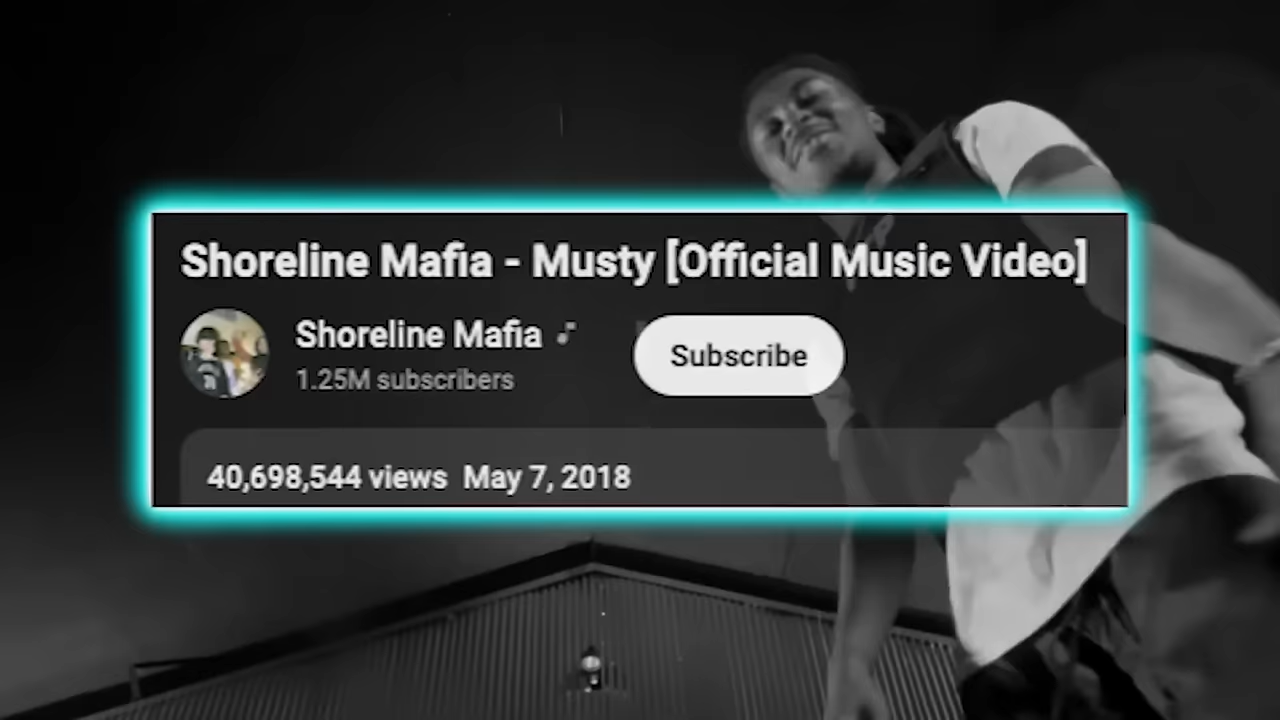 Shoreline Mafia - Musty [Official Music Video]
Shoreline Mafia
Subscribe
1.25M subscribers
40,698,544 views May 7, 2018